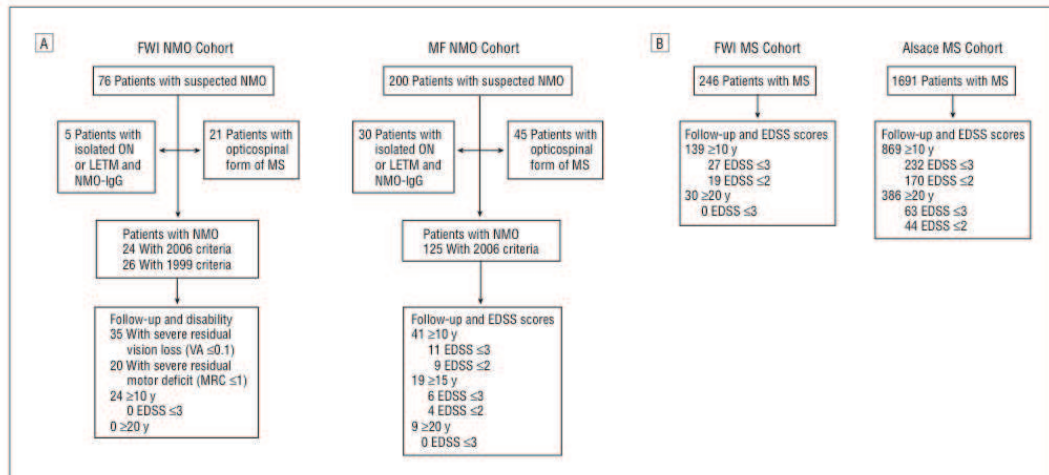 A
FWI NMO Cohort
76 Patients with suspected NMO
5 Patients with
isolated ON
or LETM and
NMO-IgG
21 Patients with
opticospinal
form of MS
Patients with NMO
24 With 2006 criteria
26 With 1999 criteria
Follow-up and disability
35 With severe residual
vision loss (VA ≤0.1)
20 With severe residual
motor deficit (MRC ≤1)
24 ≥10 y
0 EDSS ≤3
0 ≥20 y
MF NMO Cohort
200 Patients with suspected NMO
30 Patients with
isolated ON
or LETM and
NMO-IgG
45 Patients with
opticospinal
form of MS
125 With 2006 criteria
Patients with NMO
Follow-up and EDSS scores
41 ≥10 y
11 EDSS ≤3
9 EDSS ≤2
19 ≥15 y
6 EDSS ≤3
4 EDSS ≤2
9 ≥20 y
0 EDSS ≤3
B
FWI MS Cohort
246 Patients with MS
Follow-up and EDSS scores
139 ≥10 y
27 EDSS ≤3
19 EDSS ≤2
30 ≥20 y
0 EDSS ≤3
Alsace MS Cohort
1691 Patients with MS
Follow-up and EDSS scores
869 ≥10 y
232 EDSS ≤3
170 EDSS ≤2
386 ≥20 y
63 EDSS ≤3
44 EDSS ≤2